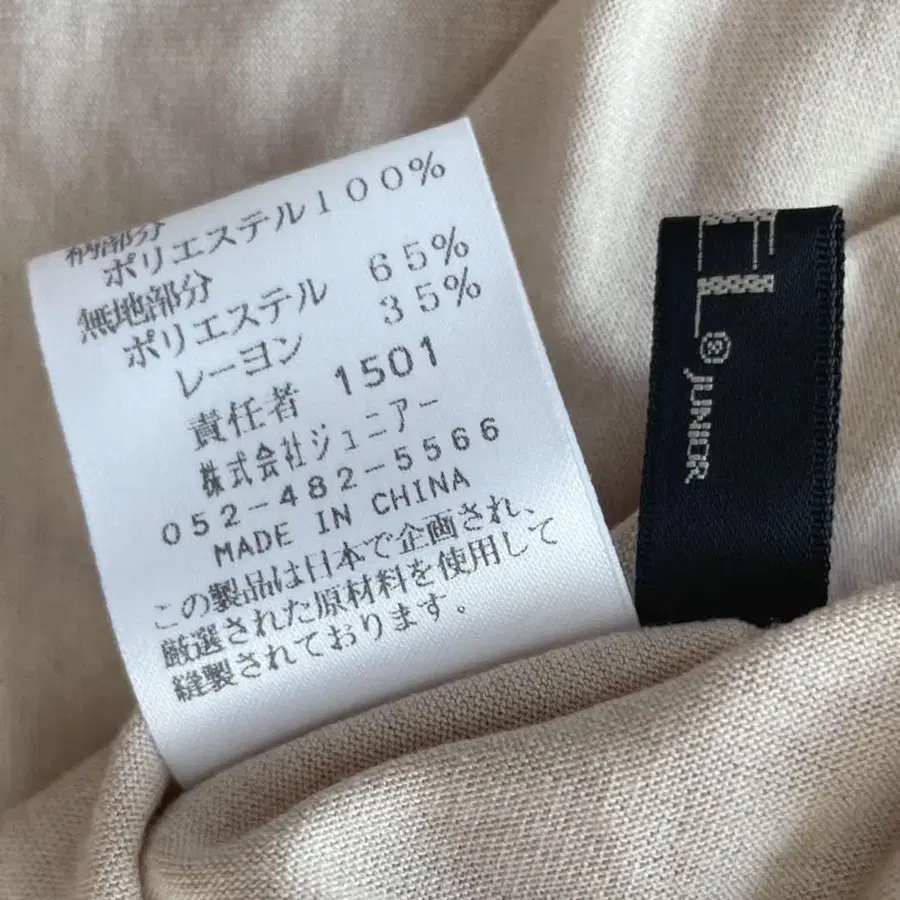 柄部分
ポリエステル100%
無地部分
ポリエステル 65%
レーヨン 35%
責任者 1501
株式会社ジュニアー
052-482-5566
MADE IN CHINA
この製品は日本で企画され、
厳選された原材料を使用して
縫製されております。
EL
® JUNIOR